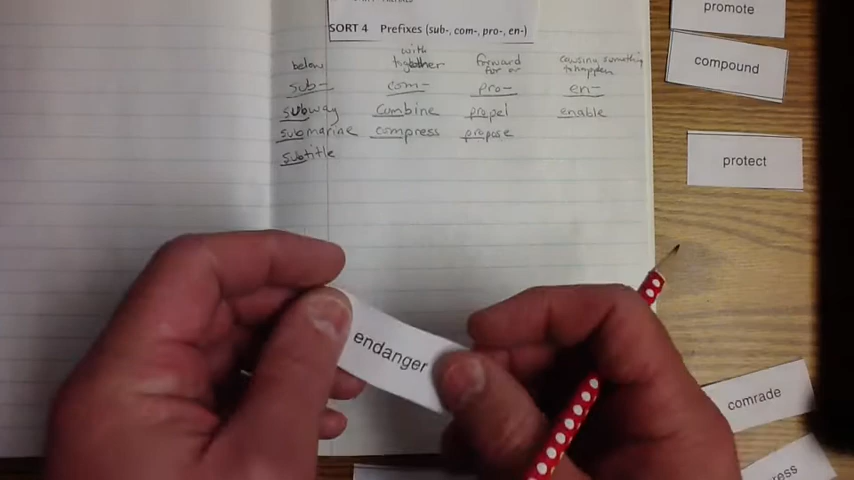 SORT 4 Prefixes (sub-, com-, pro-, en-)
below with together forward for or causing something to happen
sub- com- pro- en-
subway combine propel enable
submarine compress propose
subtitle
endanger
promote
compound
protect
comrade
ress